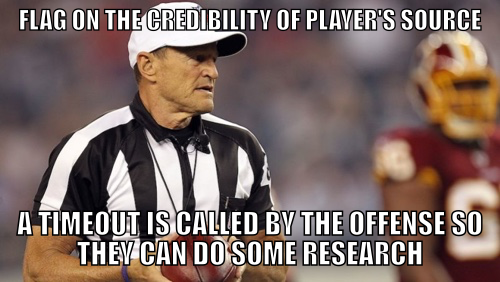 FLAG ON THE CREDIBILITY OF PLAYER'S SOURCE
A TIMEOUT IS CALLED BY THE OFFENSE SO
THEY CAN DO SOME RESEARCH